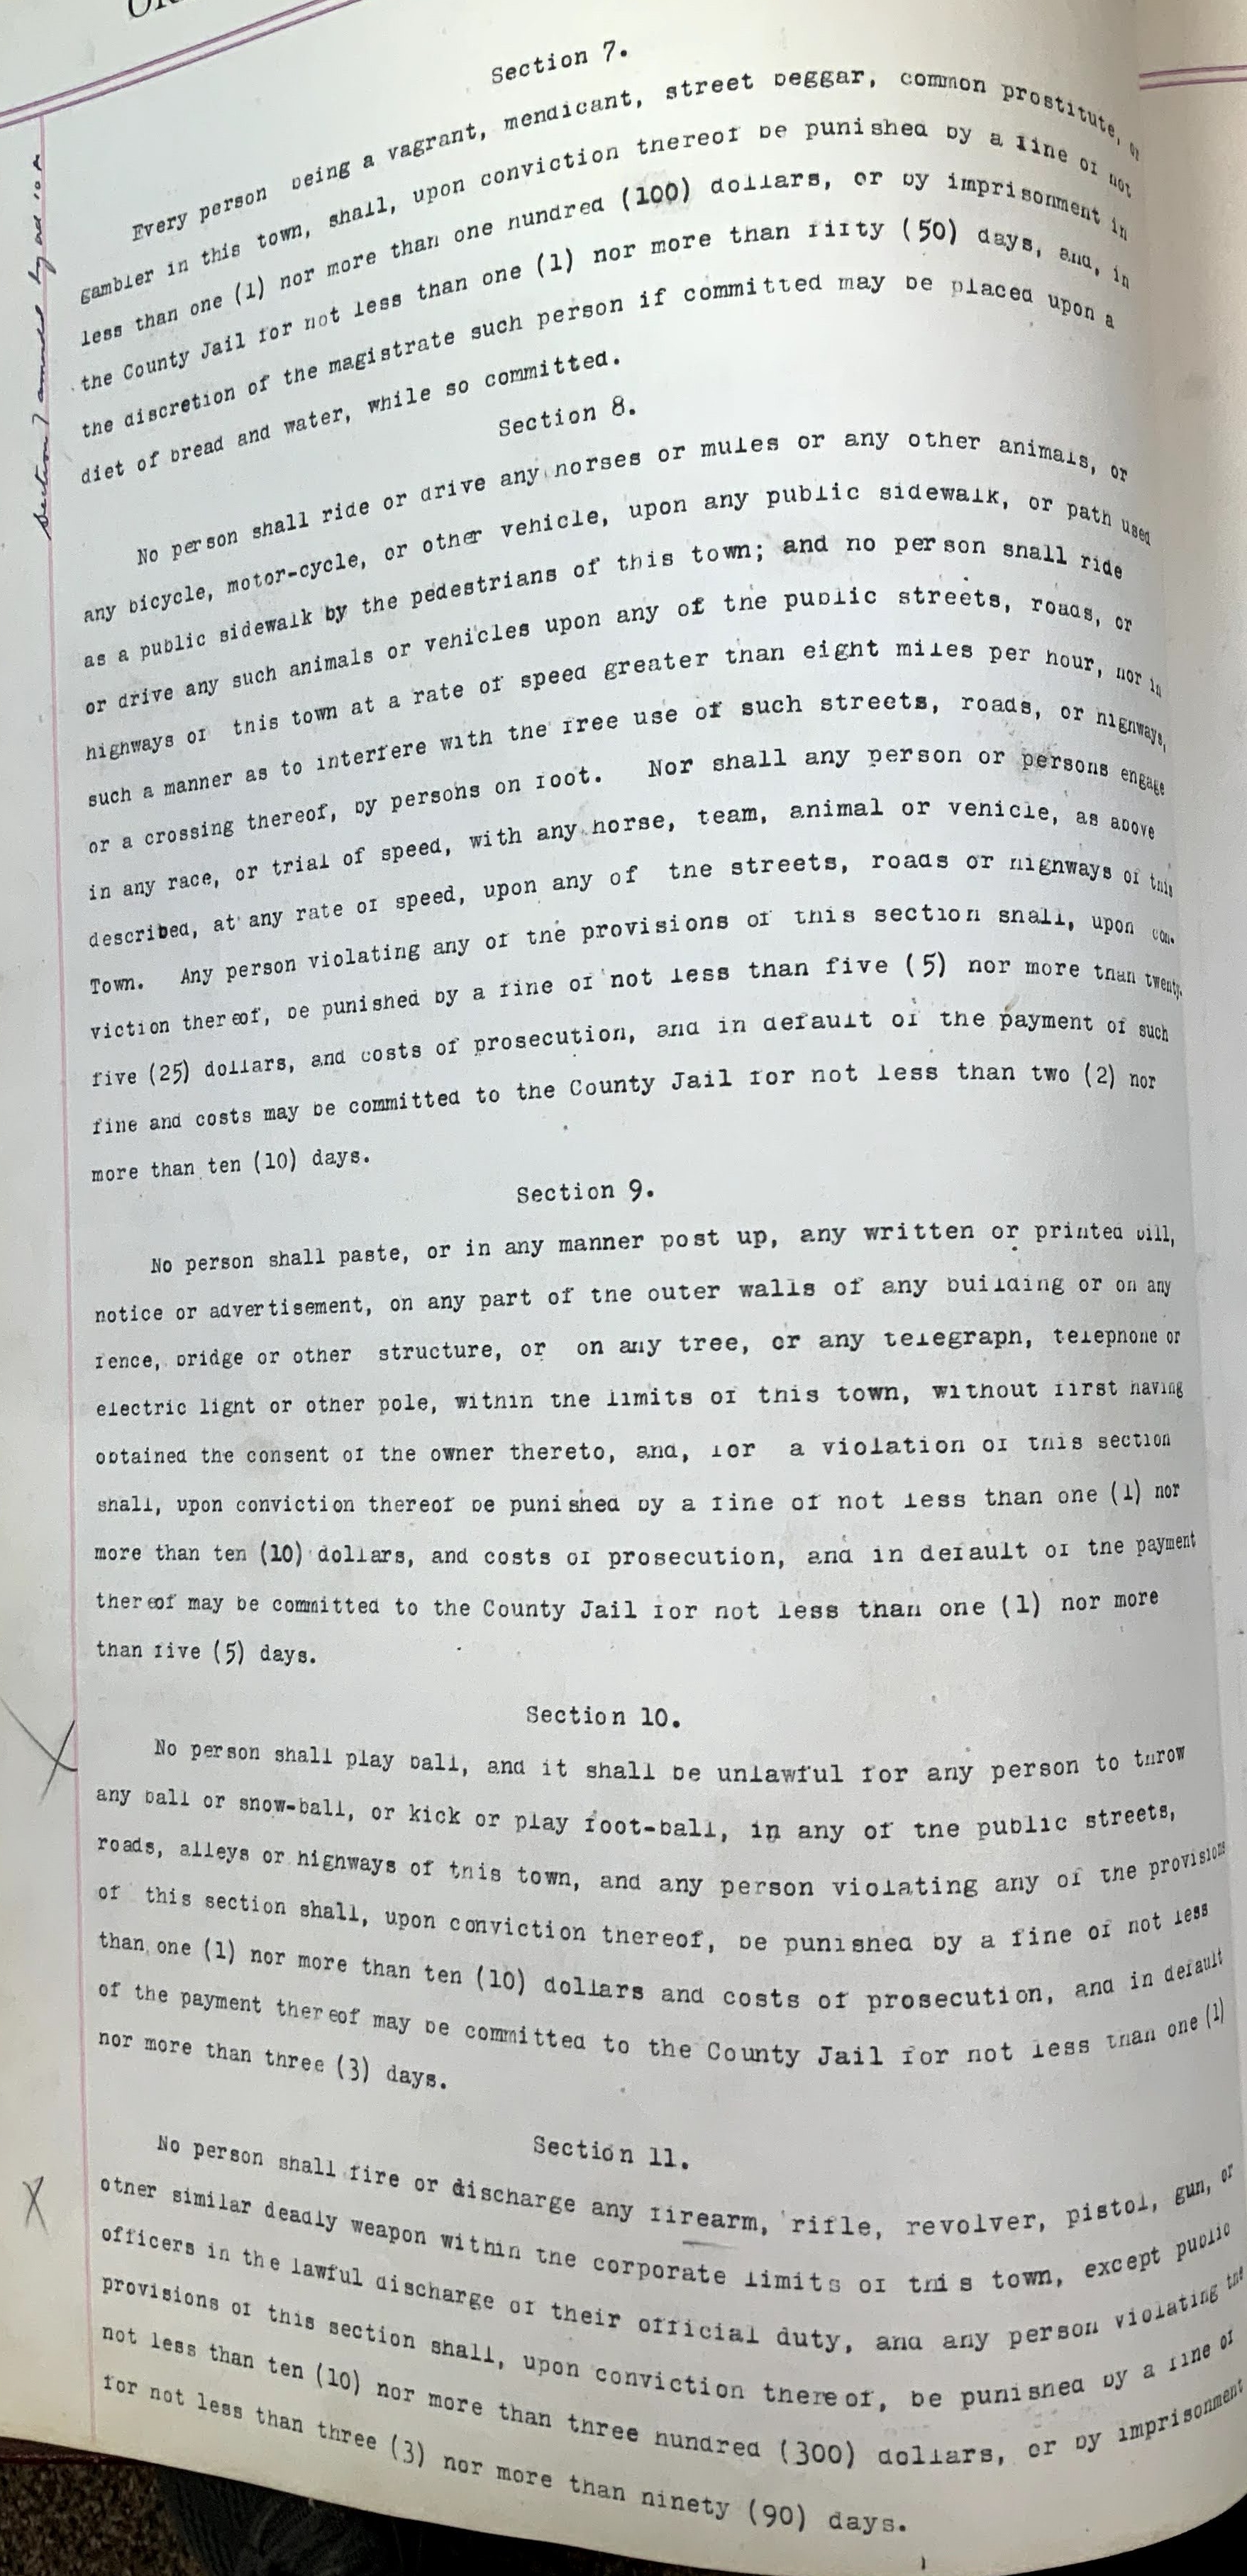 Section 7.
Every person being a vagrant, mendicant, street beggar, common prostitute, or
gambler in this town, shall, upon conviction thereof be punished by a fine of not
less than one (1) nor more than one hundred (100) dollars, or by imprisonment in
the County Jail for not less than one (1) nor more than fifty (50) days, and, in
the discretion of the magistrate such person if committed may be placed upon a
diet of bread and water, while so committed.
Section 7 amended by ord
Section 8.
No person shall ride or drive any horses or mules or any other animals, or
any bicycle, motor-cycle, or other vehicle, upon any public sidewalk, or path used
as a public sidewalk by the pedestrians of this town; and no person shall ride
or drive any such animals or vehicles upon any of the public streets, roads, or
highways of this town at a rate of speed greater than eight miles per hour, nor in
such a manner as to interfere with the free use of such streets, roads, or highways,
or a crossing thereof, by persons on foot. Nor shall any person or persons engage
in any race, or trial of speed, with any horse, team, animal or vehicle, as above
described, at any rate of speed, upon any of the streets, roads or highways of this
Town. Any person violating any of the provisions of this section shall, upon con-
viction thereof, be punished by a fine of not less than five (5) nor more than twenty-
five (25) dollars, and costs of prosecution, and in default of the payment of such
fine and costs may be committed to the County Jail for not less than two (2) nor
more than ten (10) days.
Section 9.
No person shall paste, or in any manner post up, any written or printed bill,
notice or advertisement, on any part of the outer walls of any building or on any
fence, bridge or other structure, or on any tree, or any telegraph, telephone or
electric light or other pole, within the limits of this town, without first having
obtained the consent of the owner thereto, and, for a violation of this section
shall, upon conviction thereof be punished by a fine of not less than one (1) nor
more than ten (10) dollars, and costs of prosecution, and in default of the payment
thereof may be committed to the County Jail for not less than one (1) nor more
than five (5) days.
Section 10.
No person shall play ball, and it shall be unlawful for any person to throw
any ball or snow-ball, or kick or play foot-ball, in any of the public streets,
roads, alleys or highways of this town, and any person violating any of the provisions
of this section shall, upon conviction thereof, be punished by a fine of not less
than one (1) nor more than ten (10) dollars and costs of prosecution, and in default
of the payment thereof may be committed to the County Jail for not less than one (1)
nor more than three (3) days.
Section 11.
No person shall fire or discharge any firearm, rifle, revolver, pistol, gun, or
other similar deadly weapon within the corporate limits of this town, except public
officers in the lawful discharge of their official duty, and any person violating the
provisions of this section shall, upon conviction thereof, be punished by a fine of
not less than ten (10) nor more than three hundred (300) dollars, or by imprisonment
for not less than three (3) nor more than ninety (90) days.